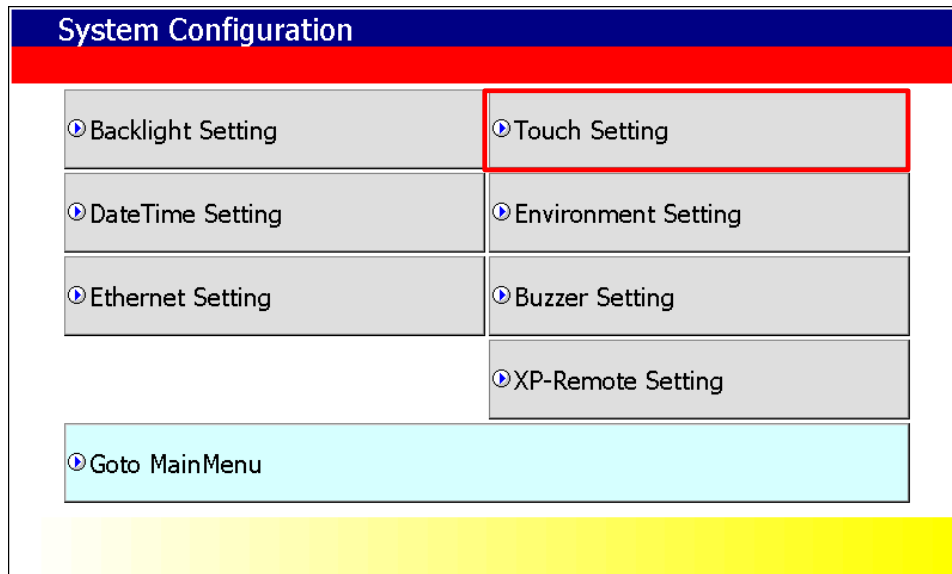 System Configuration
Backlight Setting
Touch Setting
DateTime Setting
Environment Setting
Ethernet Setting
Buzzer Setting
XP-Remote Setting
Goto MainMenu